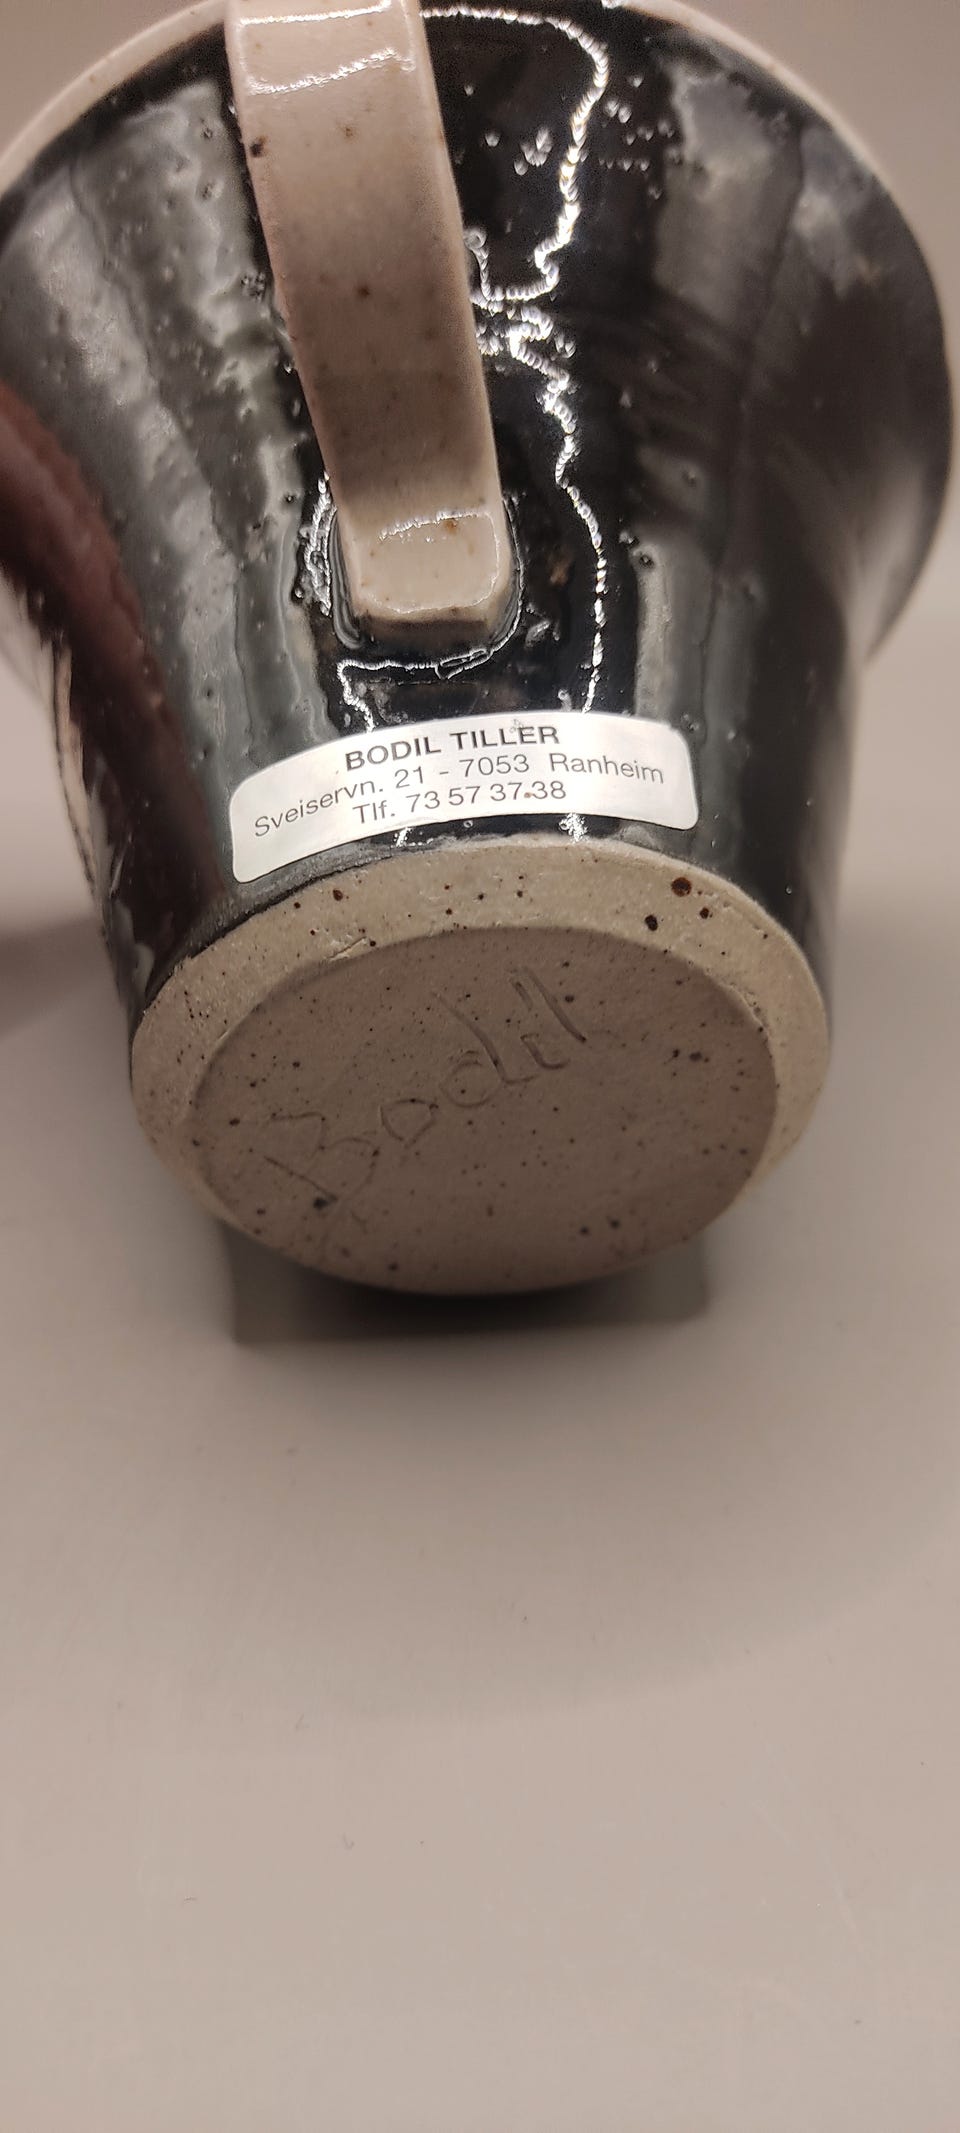 BODIL TILLER
Sveiservn. 21 - 7053 Ranheim
Tlf. 73 57 37 38
Bodil